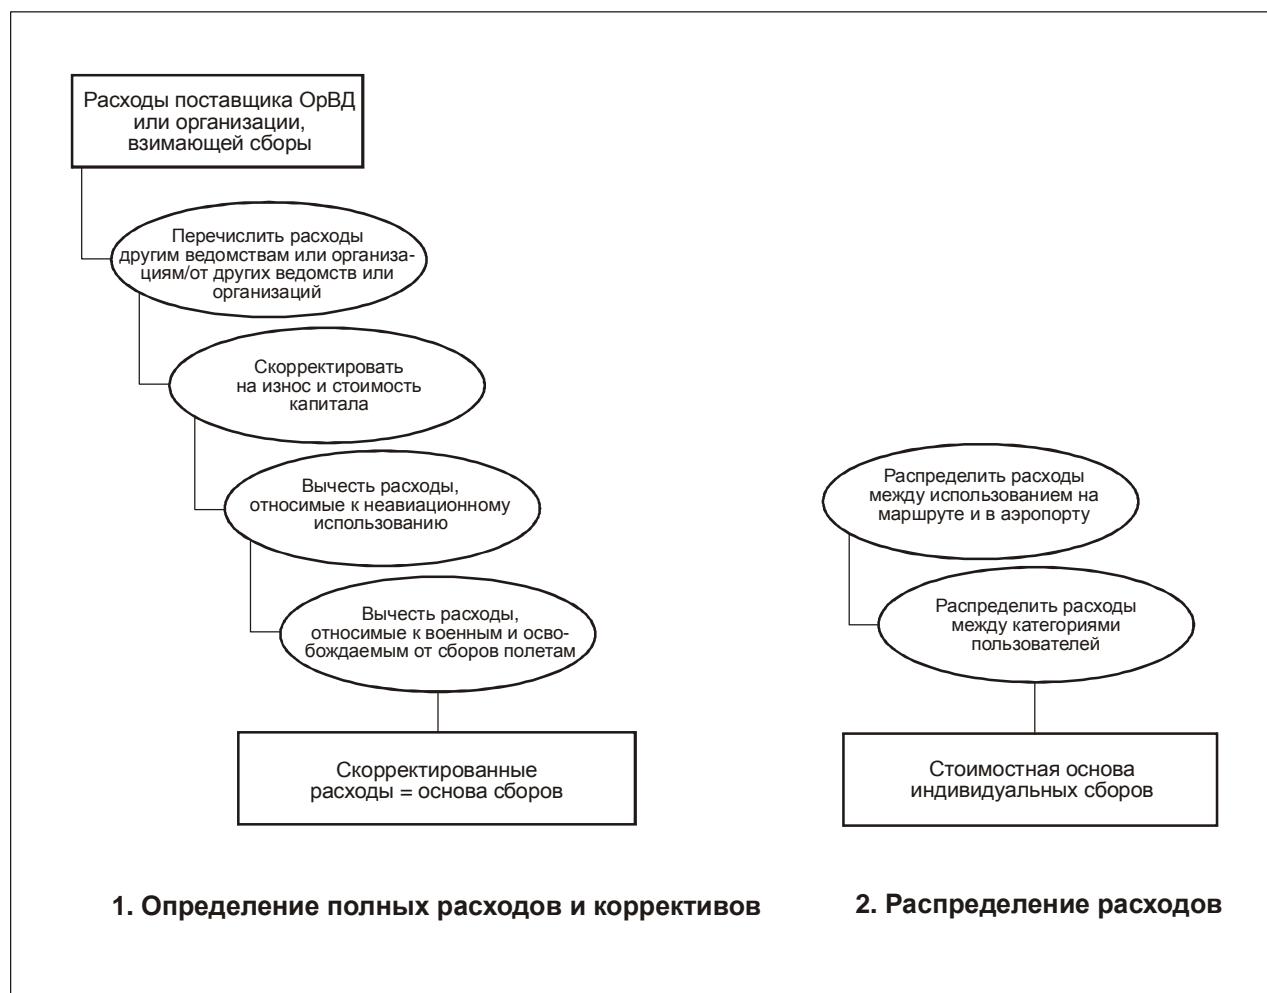 Расходы поставщика ОрВД
или организации,
взимающей сборы
Перечислить расходы
другим ведомствам или организа-
циям/от других ведомств или
организаций
Скорректировать
на износ и стоимость
капитала
Вычесть расходы,
относимые к неавиационному
использованию
Вычесть расходы,
относимые к военным и осво-
бождаемым от сборов полетам
Скорректированные
расходы = основа сборов
1. Определение полных расходов и коррективов
Распределить расходы
между использованием на
маршруте и в аэропорту
Распределить расходы
между категориями
пользователей
Стоимостная основа
индивидуальных сборов
2. Распределение расходов